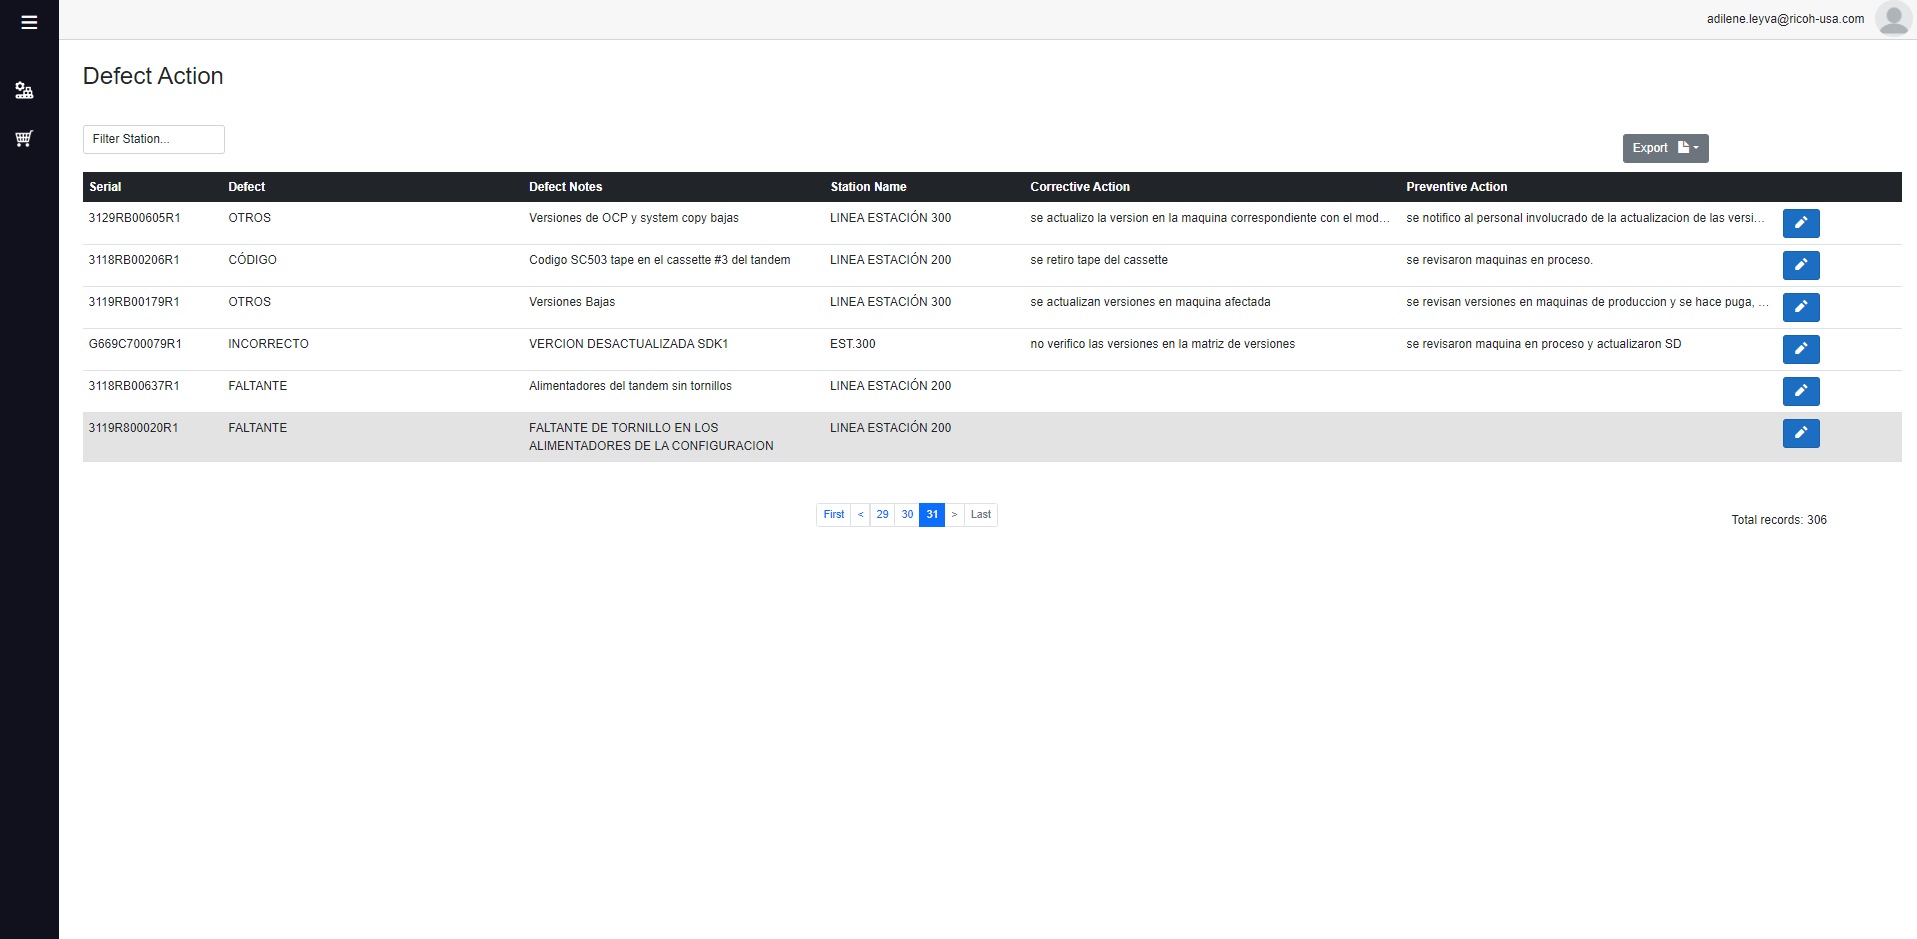 adilene.leyva@ricoh-usa.com
Defect Action
Filter Station...
Export
Serial Defect Defect Notes Station Name Corrective Action Preventive Action
3129RB00605R1 OTROS Versiones de OCP y system copy bajas LINEA ESTACIÓN 300 se actualizo la version en la maquina correspondiente con el mod... se notifico al personal involucrado de la actualizacion de las versi...
3118RB00206R1 CÓDIGO Codigo SC503 tape en el cassette #3 del tandem LINEA ESTACIÓN 200 se retiro tape del cassette se revisaron maquinas en proceso.
3119RB00179R1 OTROS Versiones Bajas LINEA ESTACIÓN 300 se actualizan versiones en maquina afectada se revisan versiones en maquinas de produccion y se hace puga, ...
G669C700079R1 INCORRECTO VERCION DESACTUALIZADA SDK1 EST.300 no verifico las versiones en la matriz de versiones se revisaron maquina en proceso y actualizaron SD
3118RB00637R1 FALTANTE Alimentadores del tandem sin tornillos LINEA ESTACIÓN 200
3119R800020R1 FALTANTE FALTANTE DE TORNILLO EN LOS LINEA ESTACIÓN 200
ALIMENTADORES DE LA CONFIGURACION
First < 29 30 31 > Last
Total records: 306